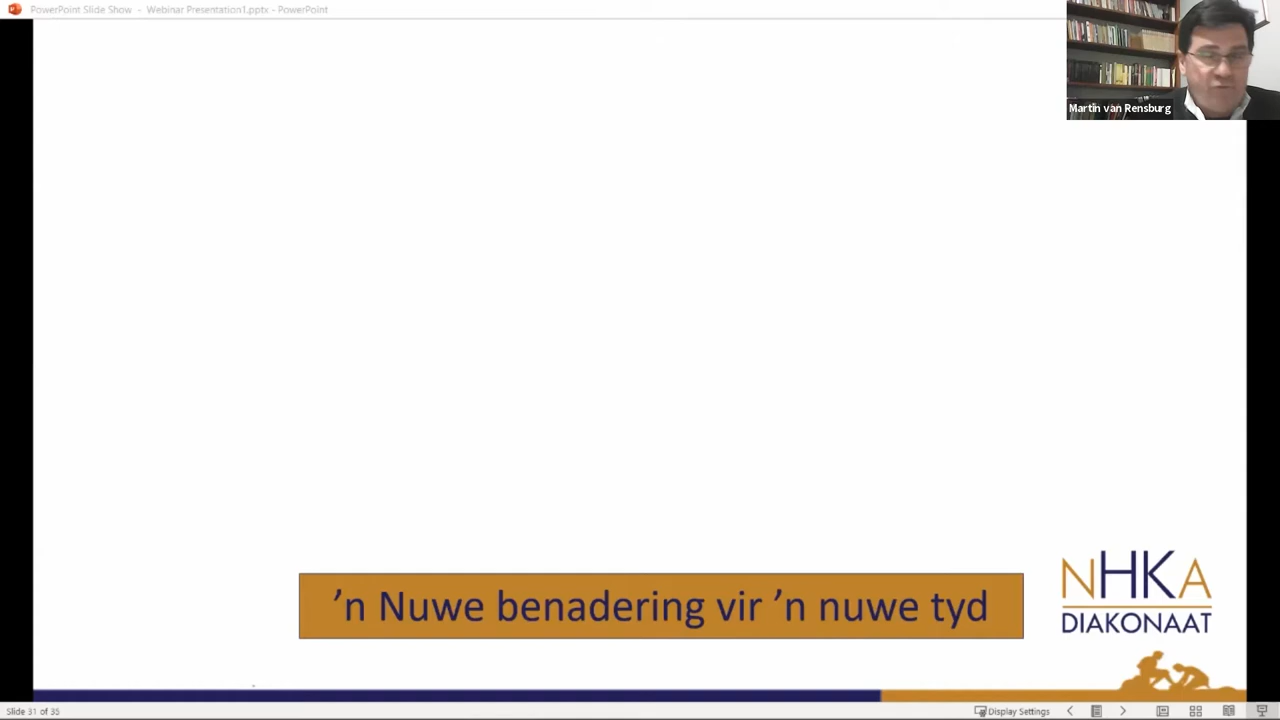 PowerPoint Slide Show - Webinar Presentation1.pptx - PowerPoint
Martin van Rensburg
’n Nuwe benadering vir ’n nuwe tyd
NHKA
DIAKONAAT
Slide 31 of 35
Display Settings